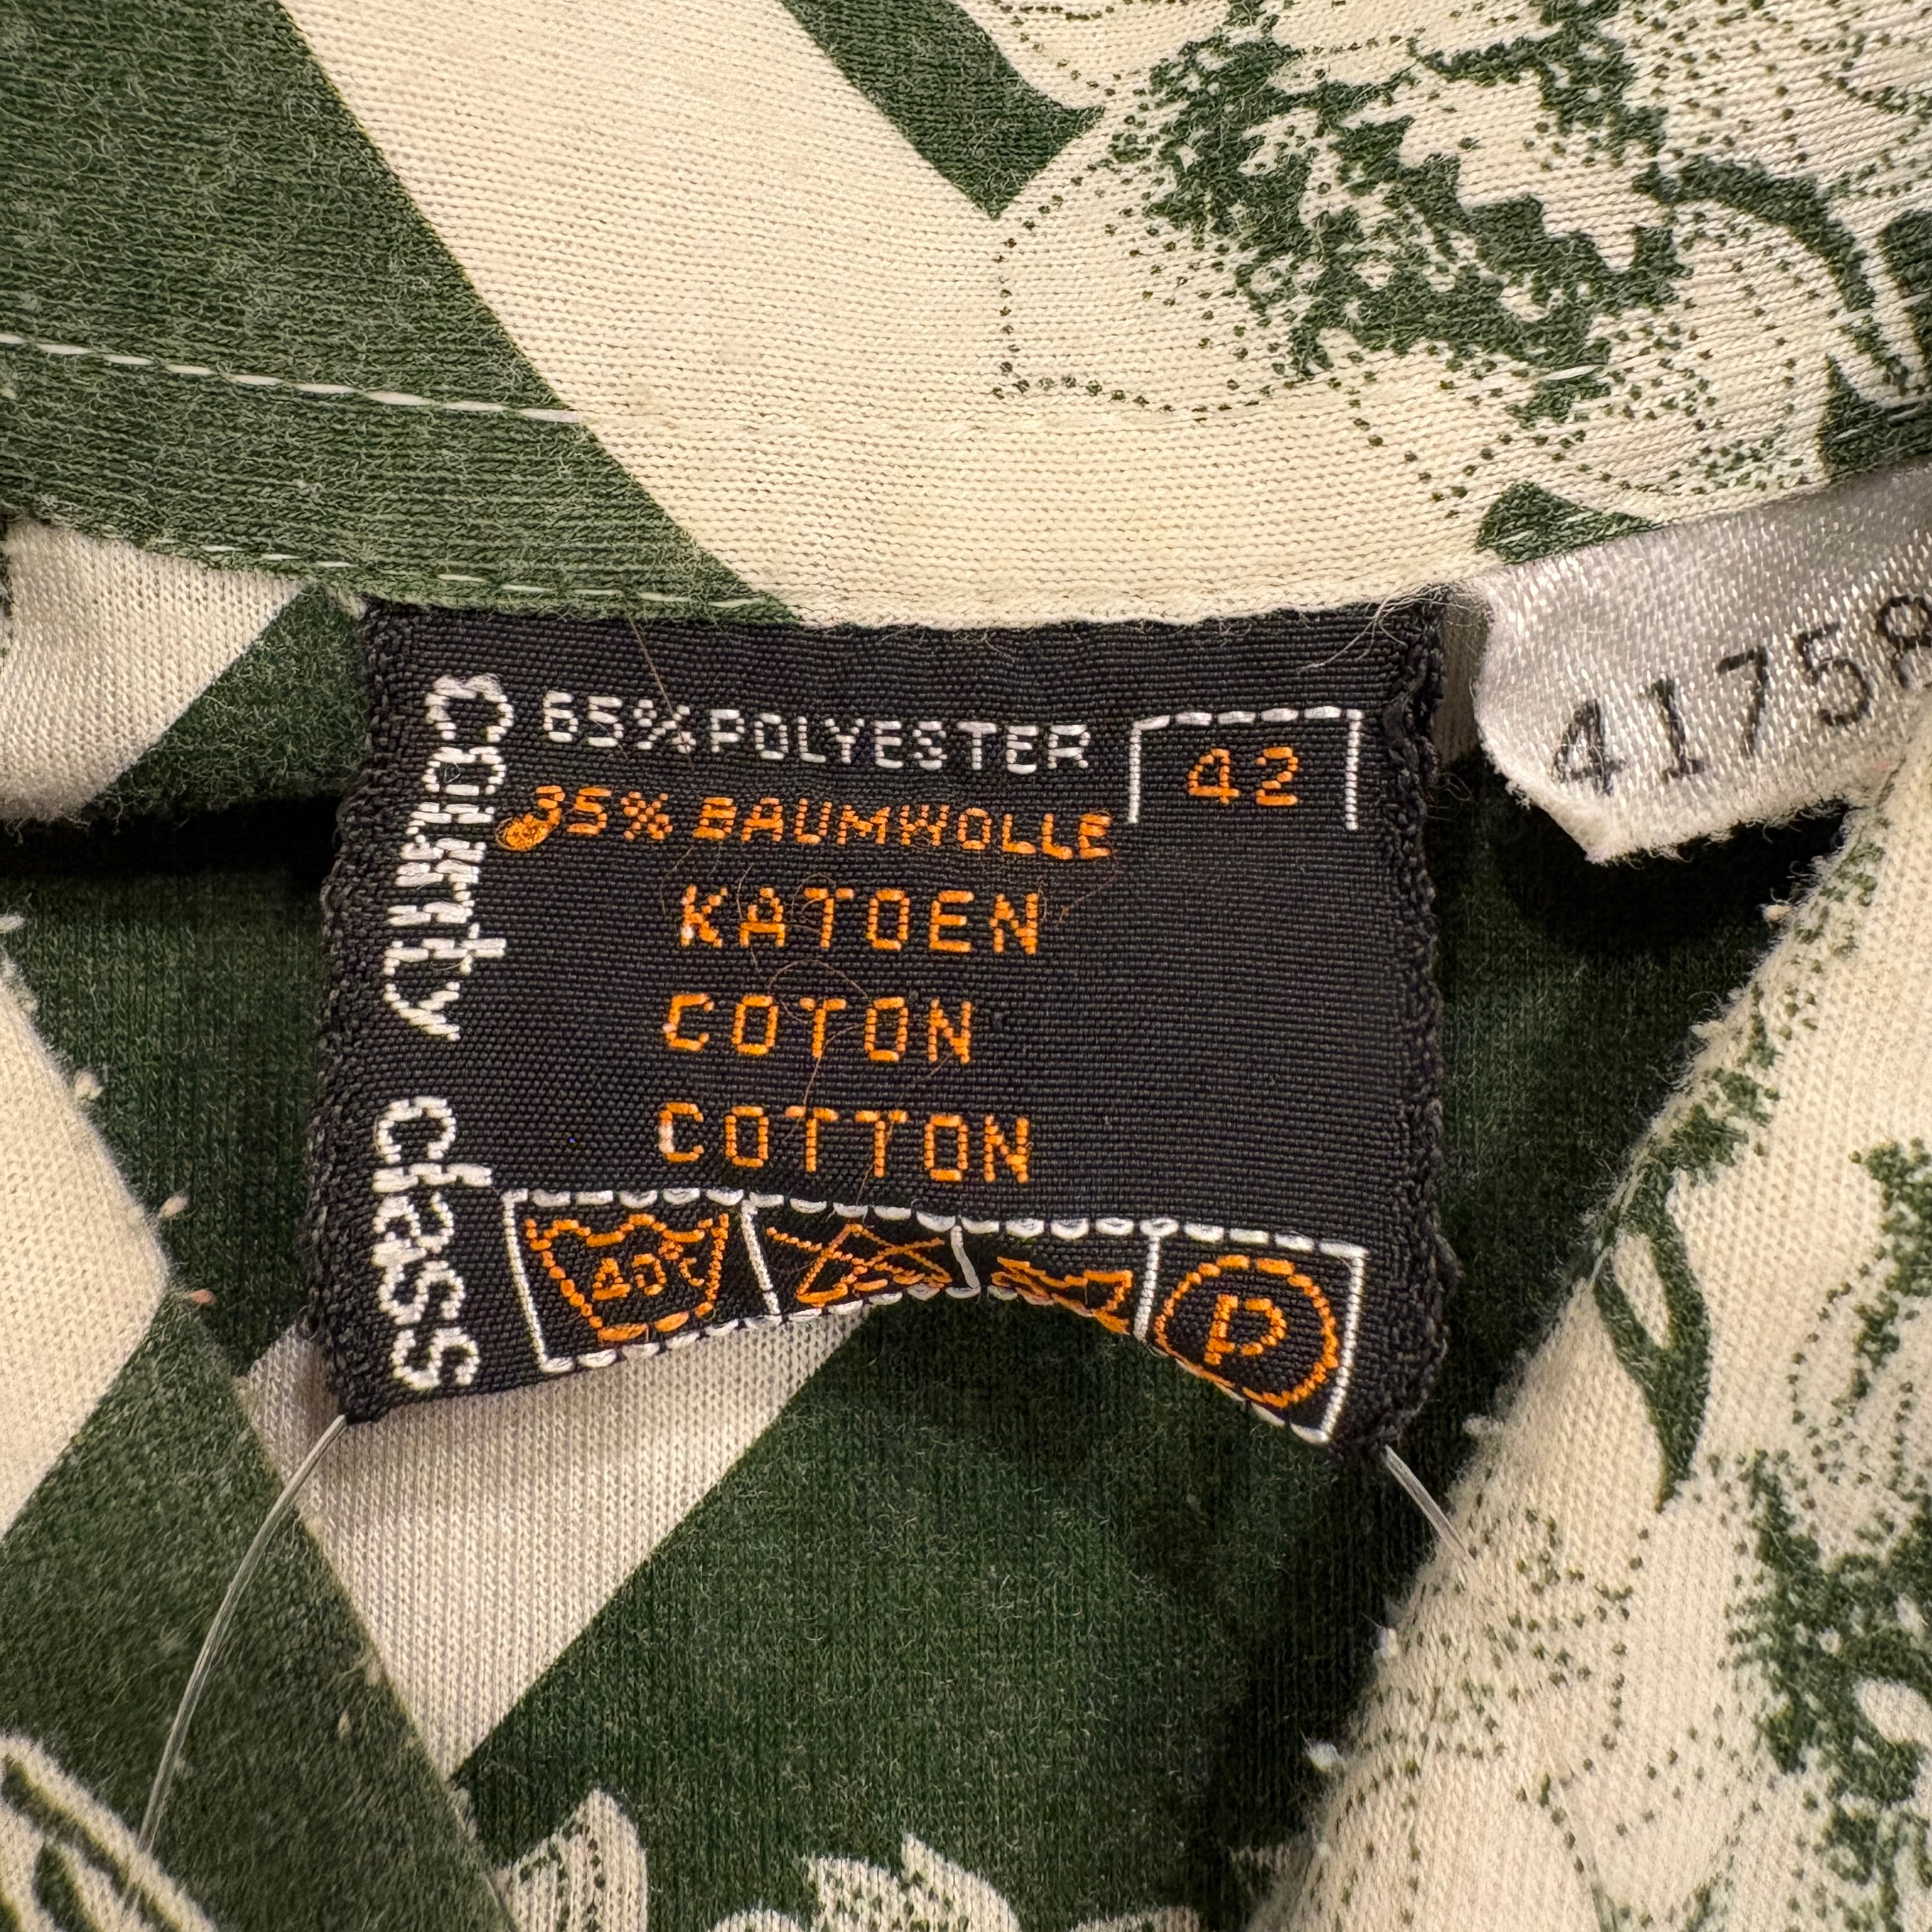 65% POLYESTER
42
35% BAUMWOLLE
KATOEN
COTON
COTTON
40°C
P
class
4175